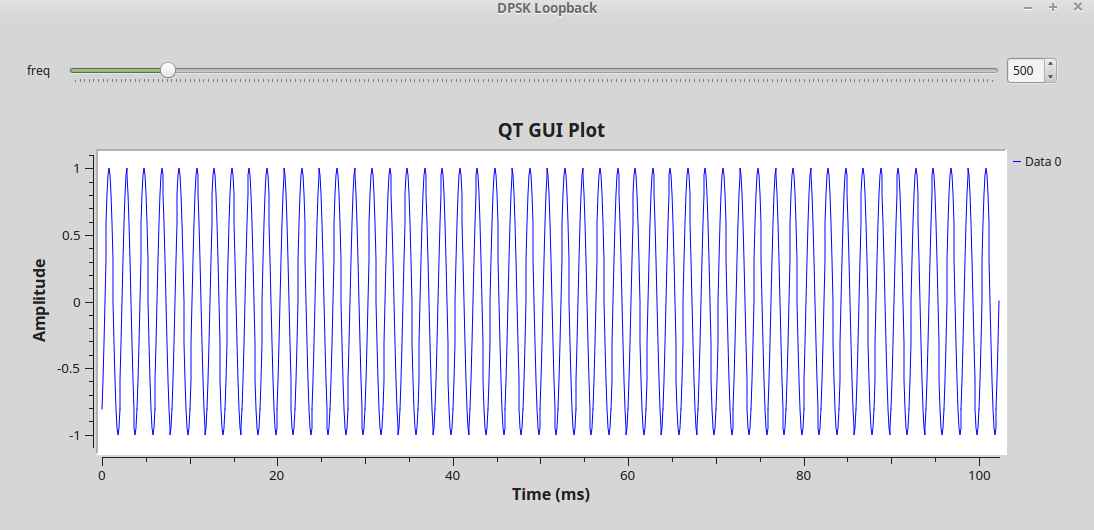 DPSK Loopback
freq
500
QT GUI Plot
Data 0
1
0.5
0
-0.5
-1
Amplitude
0 20 40 60 80 100
Time (ms)